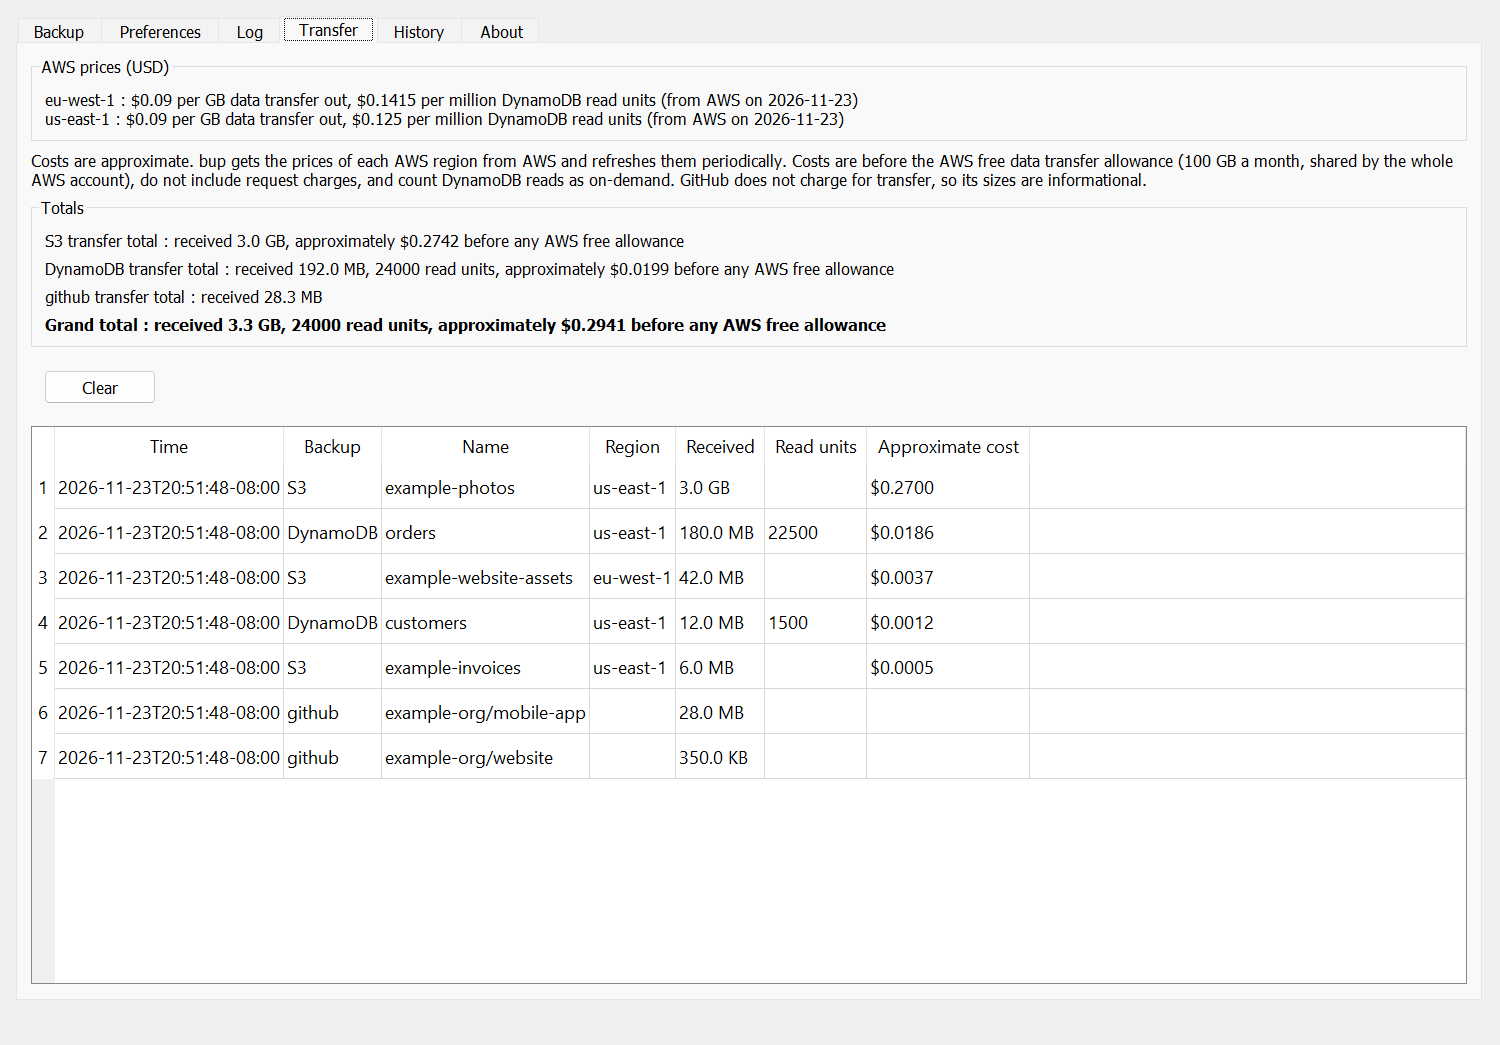 Backup Preferences Log Transfer History About
AWS prices (USD)
eu-west-1 : $0.09 per GB data transfer out, $0.1415 per million DynamoDB read units (from AWS on 2026-11-23)
us-east-1 : $0.09 per GB data transfer out, $0.125 per million DynamoDB read units (from AWS on 2026-11-23)
Costs are approximate. bup gets the prices of each AWS region from AWS and refreshes them periodically. Costs are before the AWS free data transfer allowance (100 GB a month, shared by the whole
AWS account), do not include request charges, and count DynamoDB reads as on-demand. GitHub does not charge for transfer, so its sizes are informational.
Totals
S3 transfer total : received 3.0 GB, approximately $0.2742 before any AWS free allowance
DynamoDB transfer total : received 192.0 MB, 24000 read units, approximately $0.0199 before any AWS free allowance
github transfer total : received 28.3 MB
Grand total : received 3.3 GB, 24000 read units, approximately $0.2941 before any AWS free allowance
Clear
Time Backup Name Region Received Read units Approximate cost
1 2026-11-23T20:51:48-08:00 S3 example-photos us-east-1 3.0 GB $0.2700
2 2026-11-23T20:51:48-08:00 DynamoDB orders us-east-1 180.0 MB 22500 $0.0186
3 2026-11-23T20:51:48-08:00 S3 example-website-assets eu-west-1 42.0 MB $0.0037
4 2026-11-23T20:51:48-08:00 DynamoDB customers us-east-1 12.0 MB 1500 $0.0012
5 2026-11-23T20:51:48-08:00 S3 example-invoices us-east-1 6.0 MB $0.0005
6 2026-11-23T20:51:48-08:00 github example-org/mobile-app 28.0 MB
7 2026-11-23T20:51:48-08:00 github example-org/website 350.0 KB